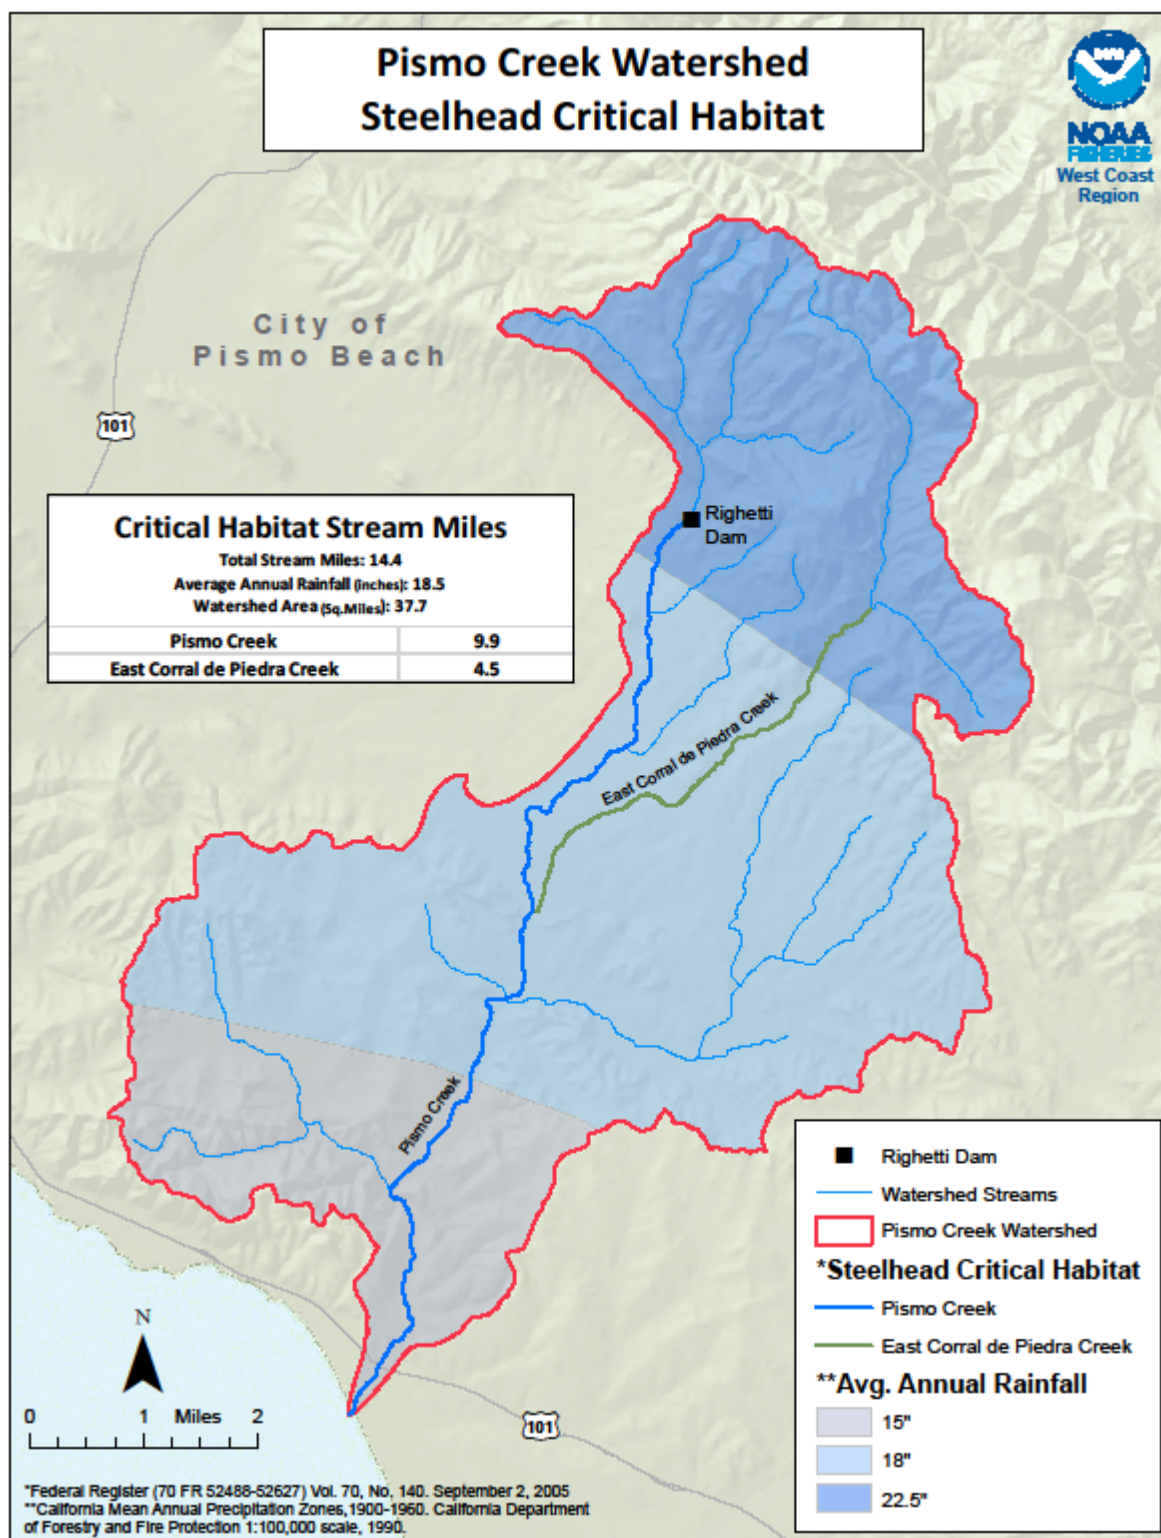 Pismo Creek Watershed
Steelhead Critical Habitat
NOAA
FISHERIES
West Coast
Region
City of
Pismo Beach
101
Critical Habitat Stream Miles
Total Stream Miles: 14.4
Average Annual Rainfall (inches): 18.5
Watershed Area (Sq.Miles): 37.7
Pismo Creek 9.9
East Corral de Piedra Creek 4.5
Righetti
Dam
East Corral de Piedra Creek
Pismo Creek
Righetti Dam
Watershed Streams
Pismo Creek Watershed
*Steelhead Critical Habitat
Pismo Creek
East Corral de Piedra Creek
**Avg. Annual Rainfall
15"
18"
22.5"
N
0 1 Miles 2
101
*Federal Register (70 FR 52488-52627) Vol. 70, No, 140. September 2, 2005
**California Mean Annual Precipitation Zones,1900-1960. California Department
of Forestry and Fire Protection 1:100,000 scale, 1990.